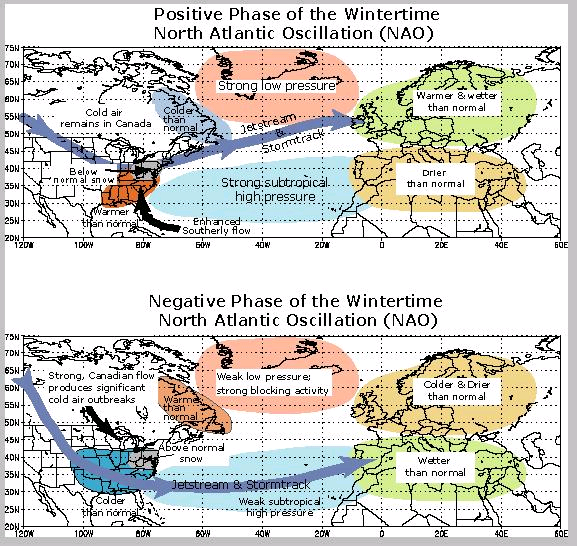 Positive Phase of the Wintertime
North Atlantic Oscillation (NAO)
75N
70N
65N
60N
55N
50N
45N
40N
35N
30N
25N
20N
Strong low pressure
Warmer & wetter
than normal
Cold air
remains in Canada
Colder
than
normal
Jetstream
&
Stormtrack
Below
normal snow
Drier
than normal
Strong subtropical
high pressure
Warmer
than normal
Enhanced
Southerly flow
120W
100W
80W
60W
40W
20W
0
20E
40E
60E
Negative Phase of the Wintertime
North Atlantic Oscillation (NAO)
75N
70N
65N
60N
55N
50N
45N
40N
35N
30N
25N
20N
Strong, Canadian flow
produces significant
cold air outbreaks
Weak low pressure;
strong blocking activity
Colder & Drier
than normal
Warmer
than
normal
Above normal
snow
Wetter
than normal
Jetstream & Stormtrack
Colder
than normal
Weak subtropical
high pressure
120W
100W
80W
60W
40W
20W
0
20E
40E
60E